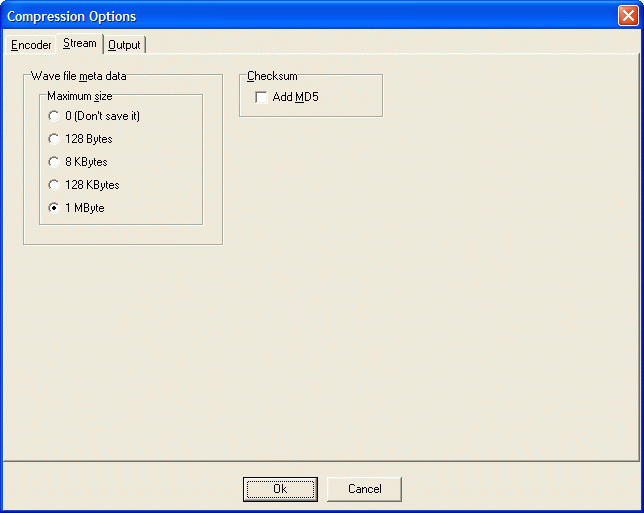 Compression Options
Encoder Stream Output
Wave file meta data
Checksum
Maximum size
Add MD5
0 (Don't save it)
128 Bytes
8 KBytes
128 KBytes
1 MByte
Ok Cancel